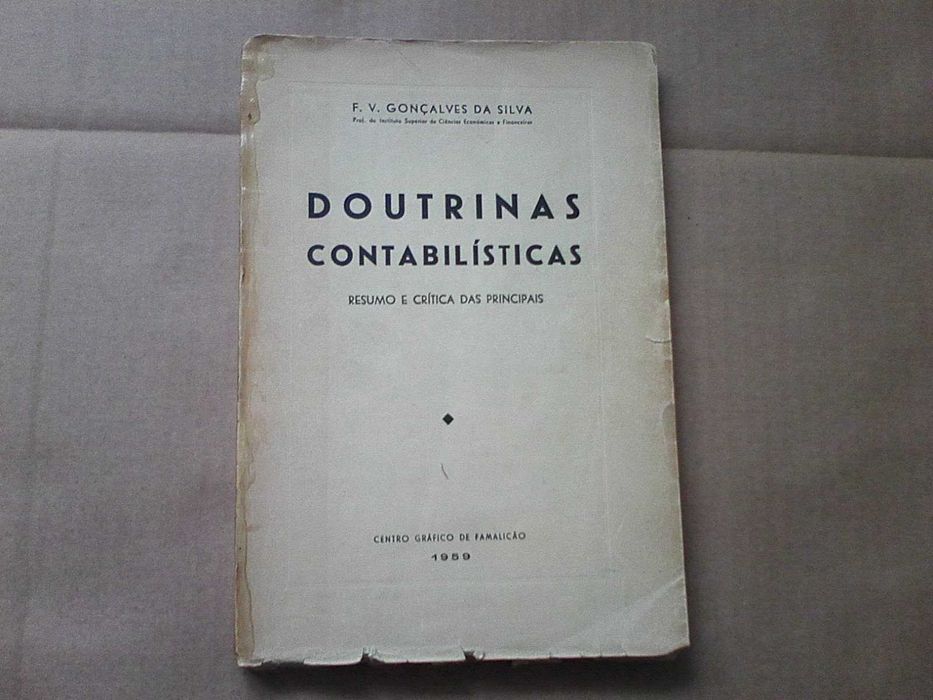 F. V. GONÇALVES DA SILVA
Prof. do Instituto Superior de Ciências Económicas e Financeiras
DOUTRINAS
CONTABILÍSTICAS
RESUMO E CRÍTICA DAS PRINCIPAIS
CENTRO GRÁFICO DE FAMALICÃO
1959